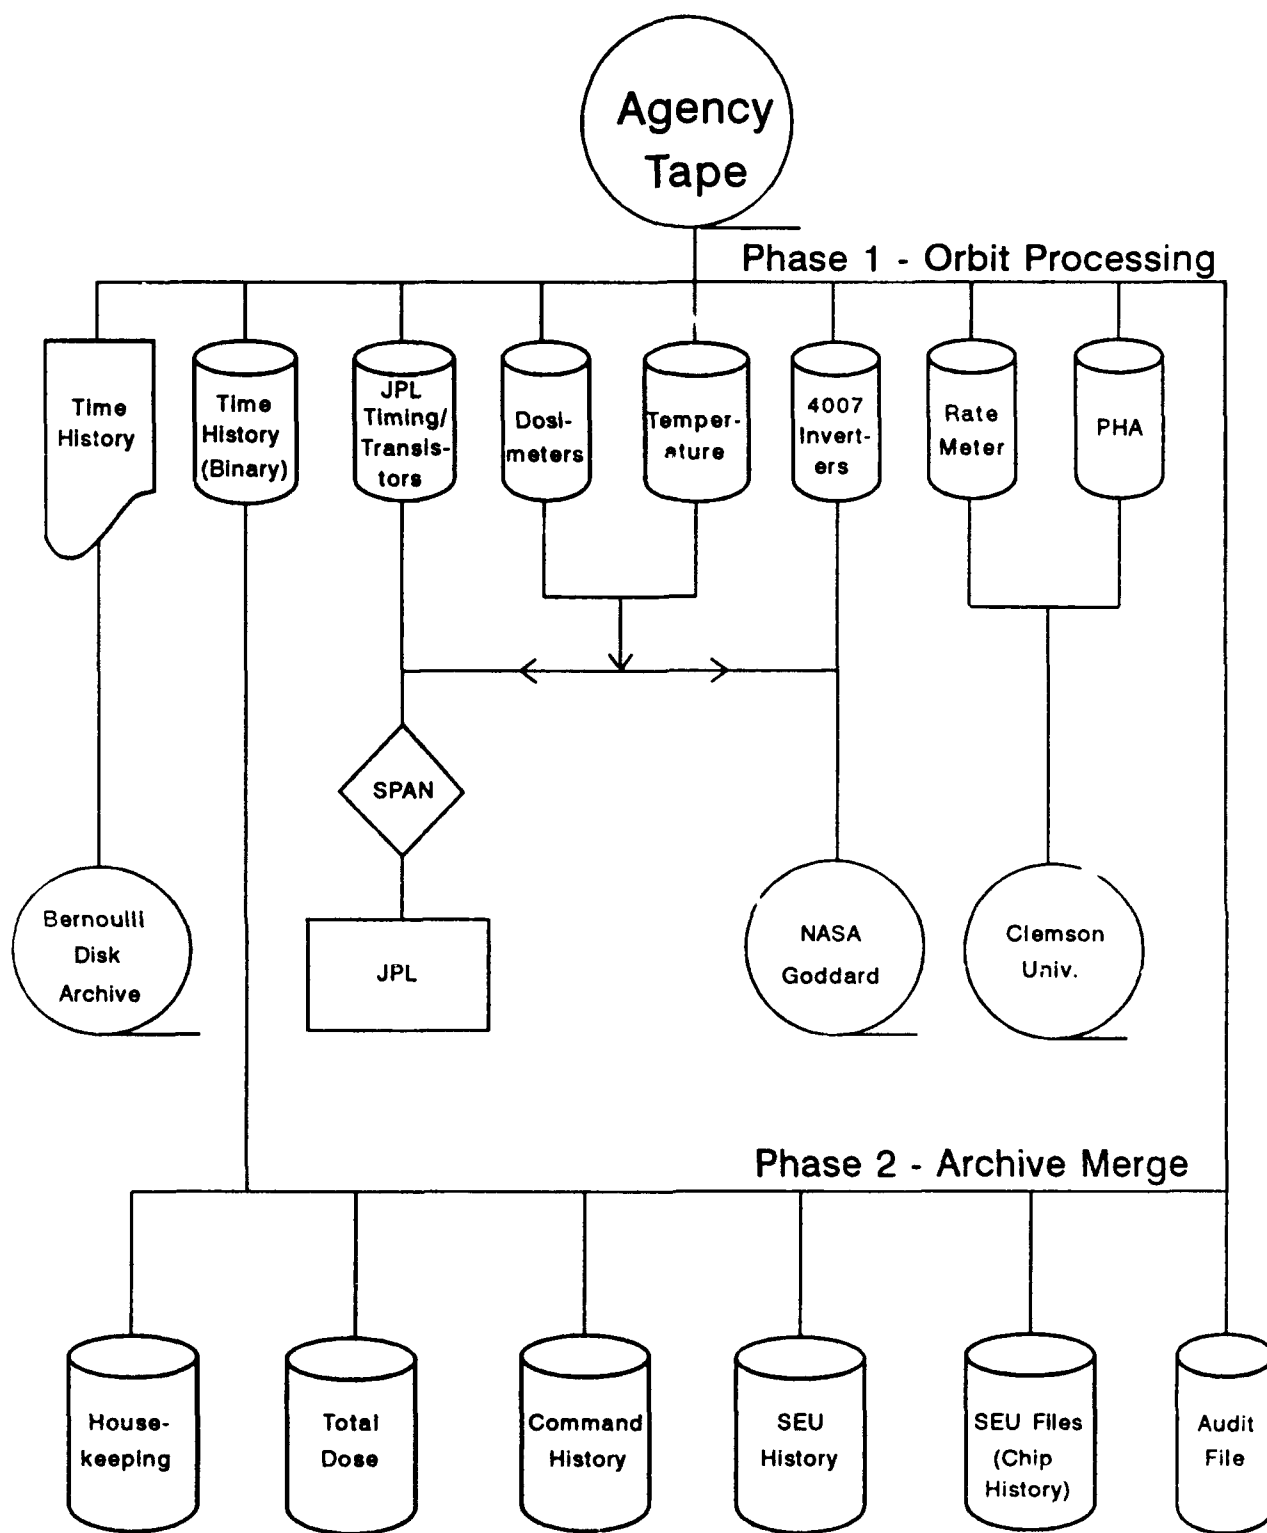 Agency
Tape
Phase 1 - Orbit Processing
Time
History
Time
History
(Binary)
JPL
Timing/
Transis-
tors
Dosi-
meters
Temper-
ature
4007
Invert-
ers
Rate
Meter
PHA
SPAN
Bernoulli
Disk
Archive
JPL
NASA
Goddard
Clemson
Univ.
Phase 2 - Archive Merge
House-
keeping
Total
Dose
Command
History
SEU
History
SEU Files
(Chip
History)
Audit
File